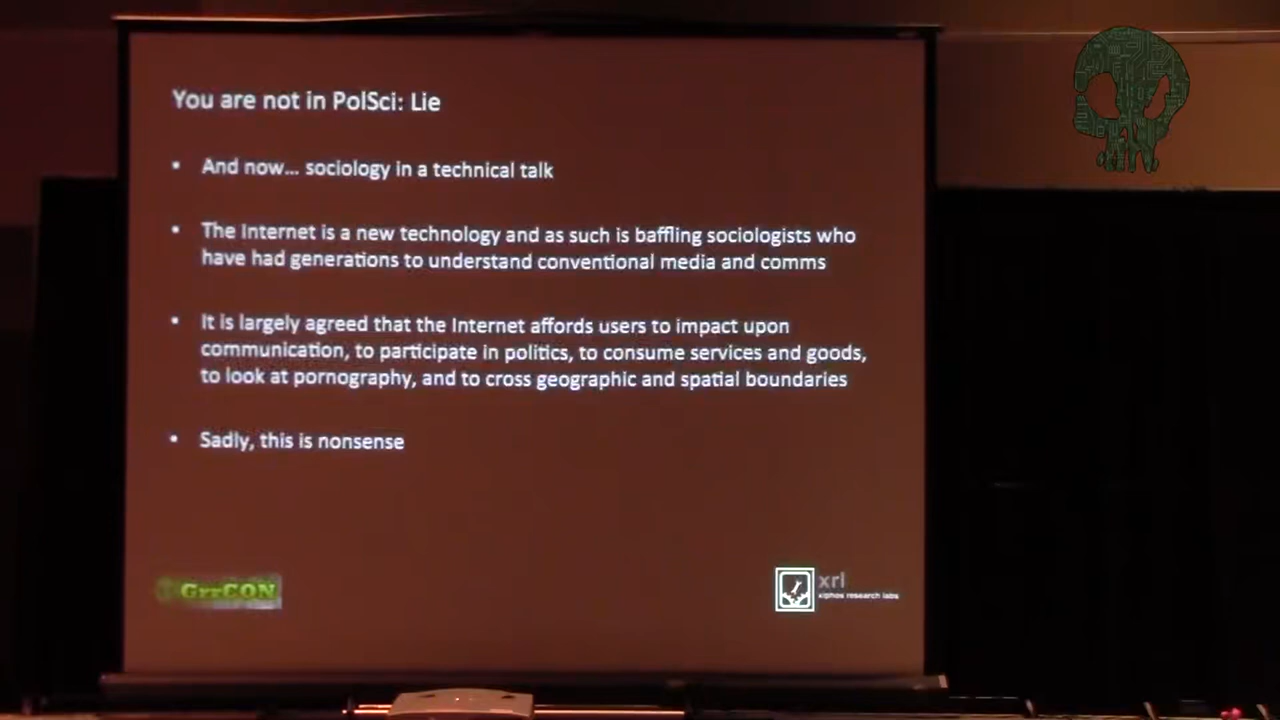 You are not in PolSci: Lie
• And now... sociology in a technical talk
• The Internet is a new technology and as such is baffling sociologists who
have had generations to understand conventional media and comms
• It is largely agreed that the Internet affords users to impact upon
communication, to participate in politics, to consume services and goods,
to look at pornography, and to cross geographic and spatial boundaries
• Sadly, this is nonsense
GrrCON
xrl
xiphos research labs